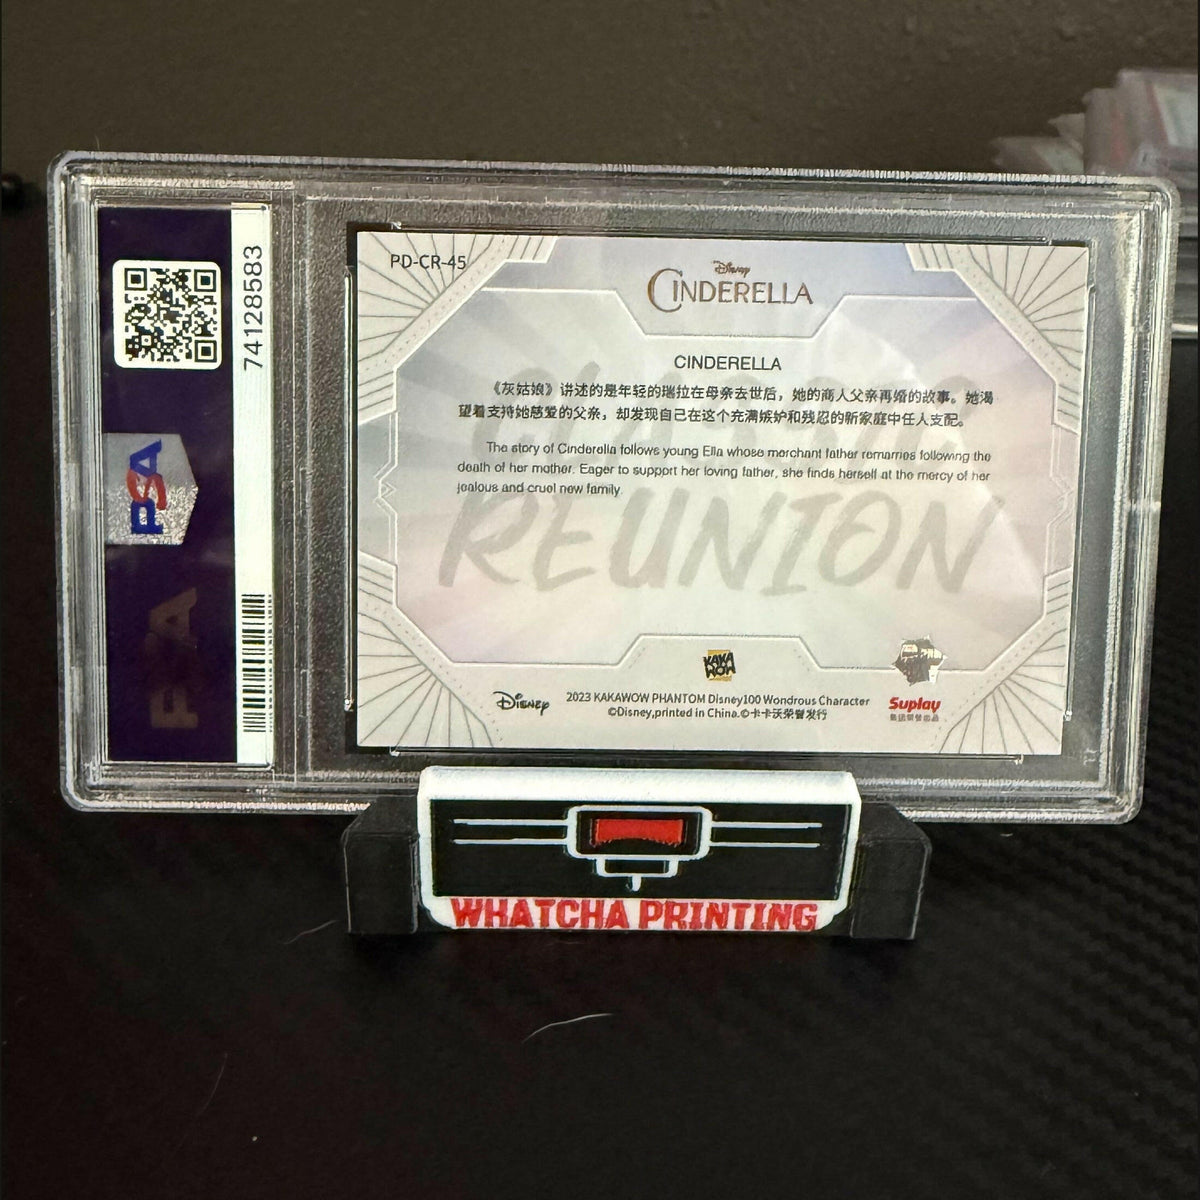 74128583
PSA
PSA
PD-CR-45
Disney
CINDERELLA
CINDERELLA
《灰姑娘》讲述的是年轻的瑞拉在母亲去世后，她的商人父亲再婚的故事。她渴
望着支持她慈爱的父亲，却发现自己在这个充满嫉妒和残忍的新家庭中任人支配。
The story of Cinderella follows young Ella whose merchant father remarries following the
death of her mother. Eager to support her loving father, she finds herself at the mercy of her
jealous and cruel new family.
REUNION
KAKA
WOW
Disney
2023 KAKAWOW PHANTOM Disney100 Wondrous Character
©Disney,printed in China.©卡卡沃荣誉发行
Suplay
WHATCHA PRINTING